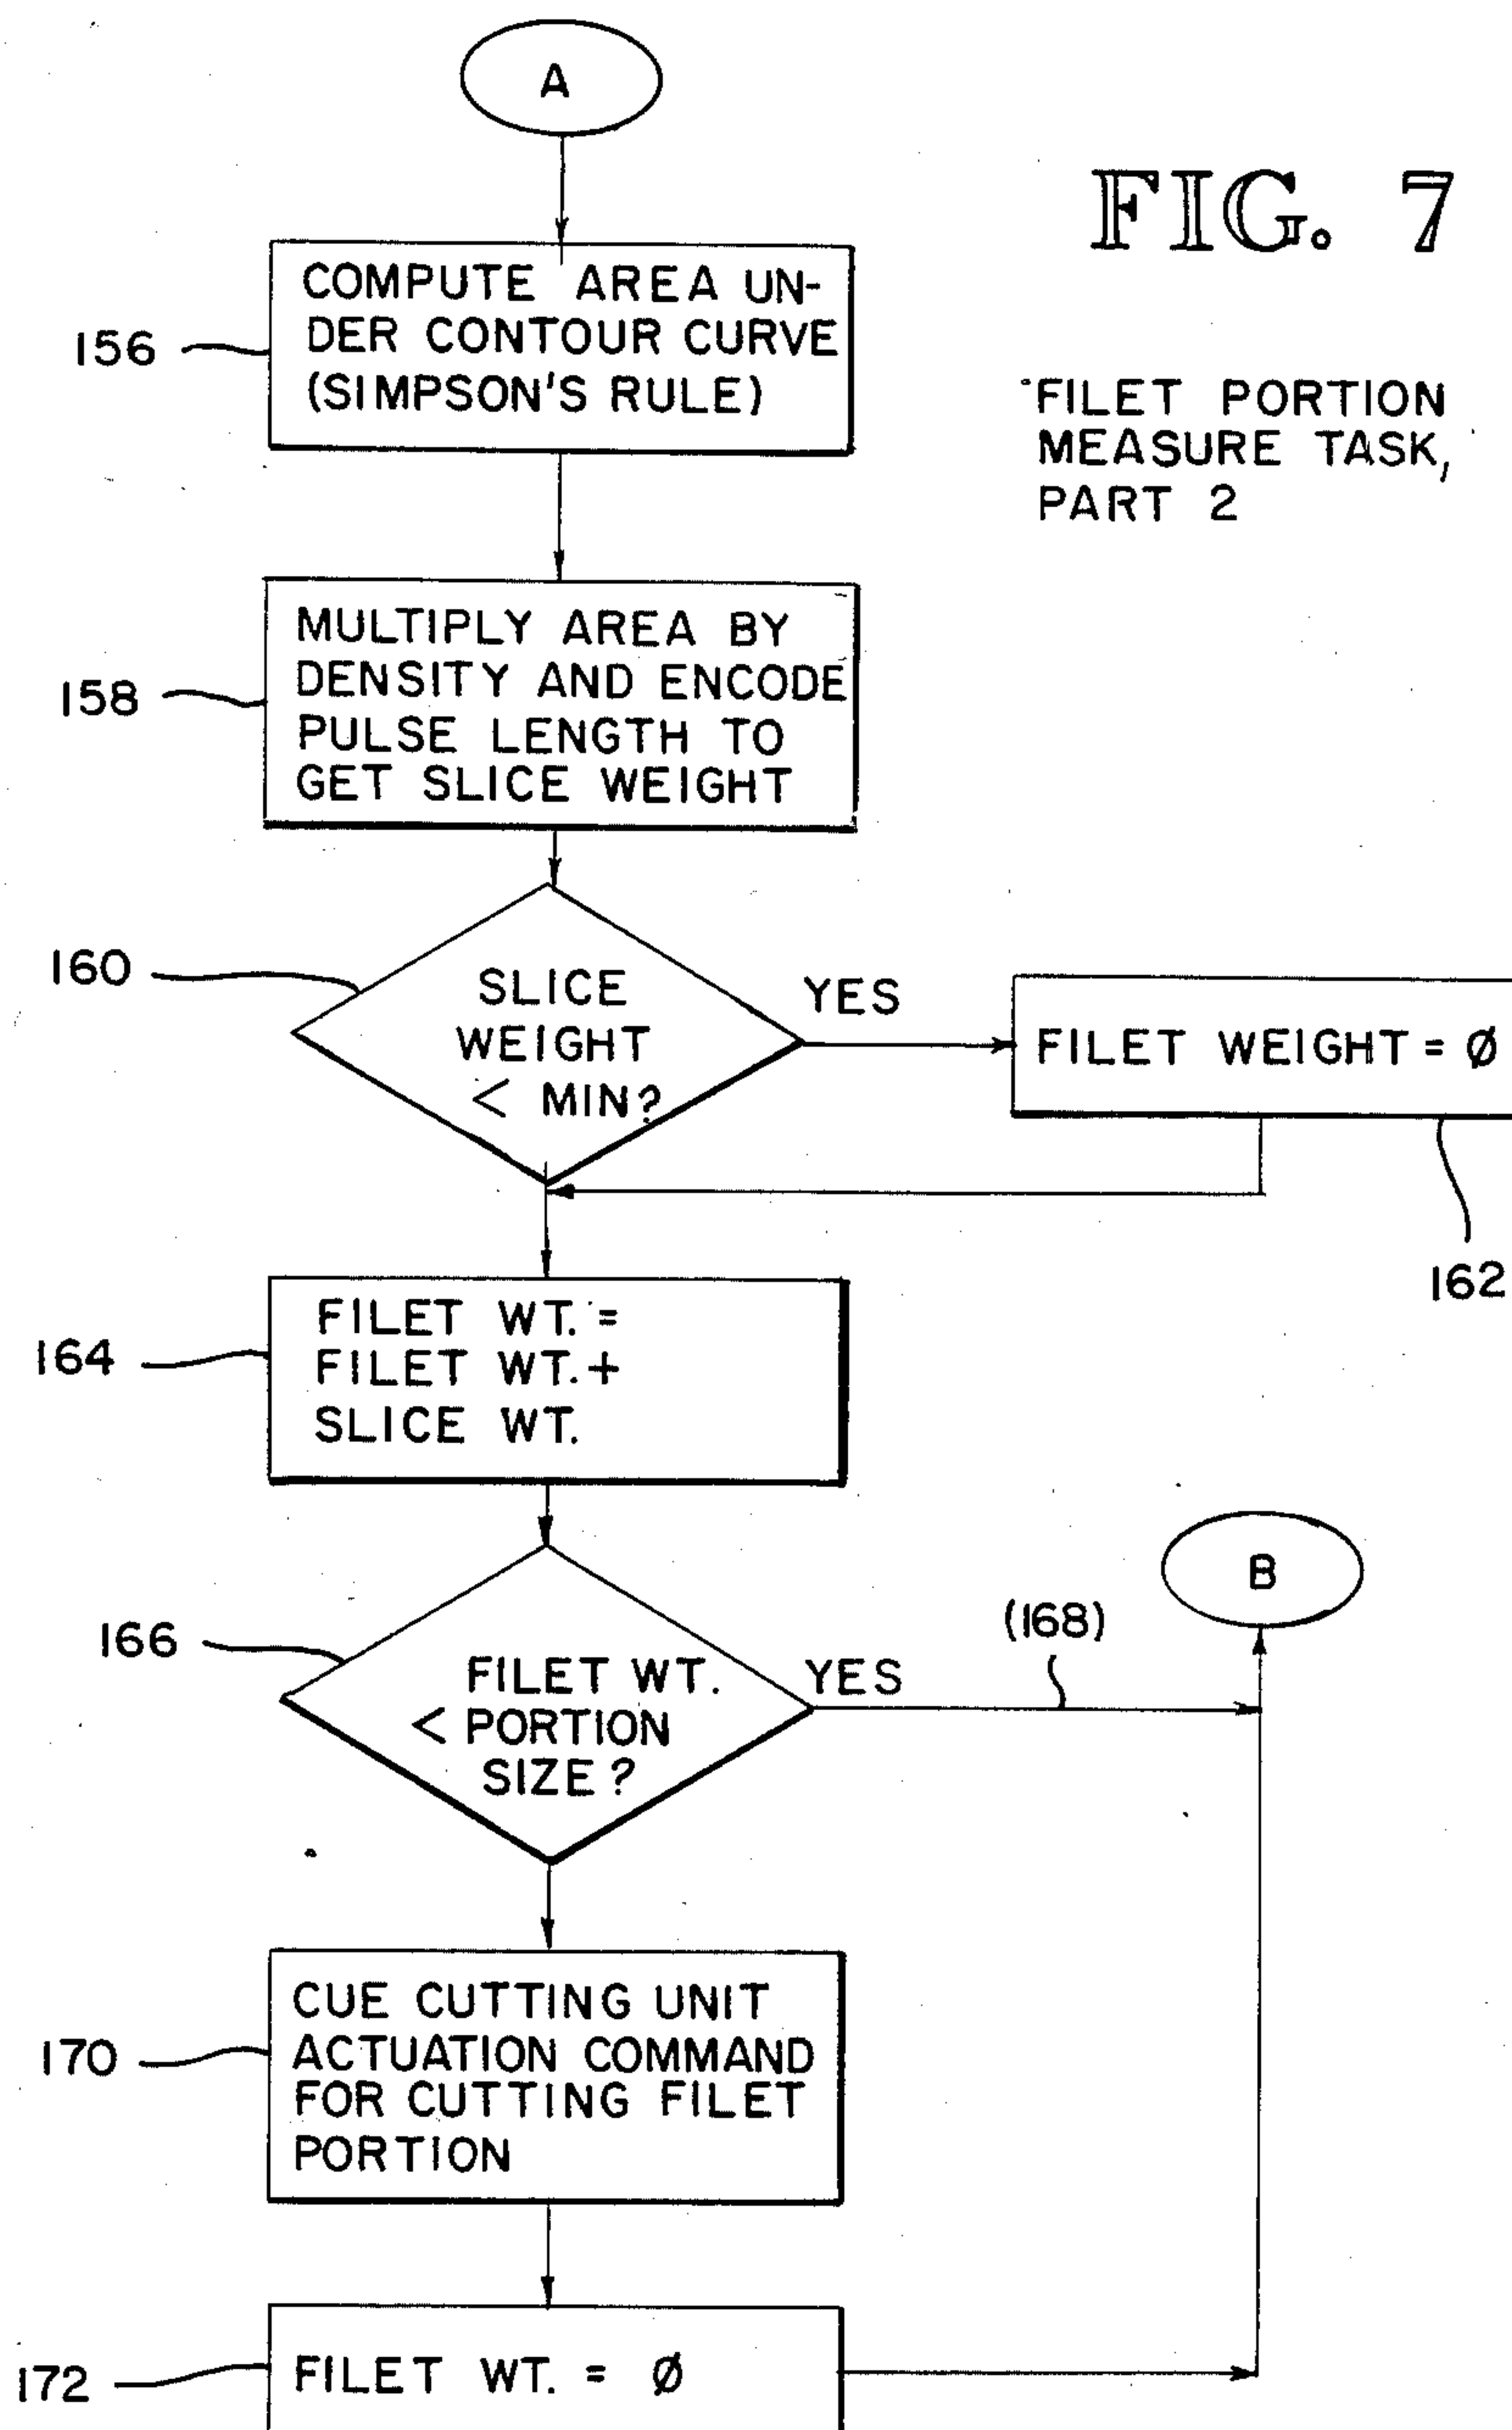 A
FIG. 7
COMPUTE AREA UN-
DER CONTOUR CURVE
(SIMPSON'S RULE)
156
FILET PORTION
MEASURE TASK,
PART 2
MULTIPLY AREA BY
DENSITY AND ENCODE
PULSE LENGTH TO
GET SLICE WEIGHT
158
160
SLICE
WEIGHT
< MIN?
YES
FILET WEIGHT = Ø
162
FILET WT. =
FILET WT. +
SLICE WT.
164
B
(168)
166
FILET WT.
< PORTION
SIZE?
YES
CUE CUTTING UNIT
ACTUATION COMMAND
FOR CUTTING FILET
PORTION
170
FILET WT. = Ø
172